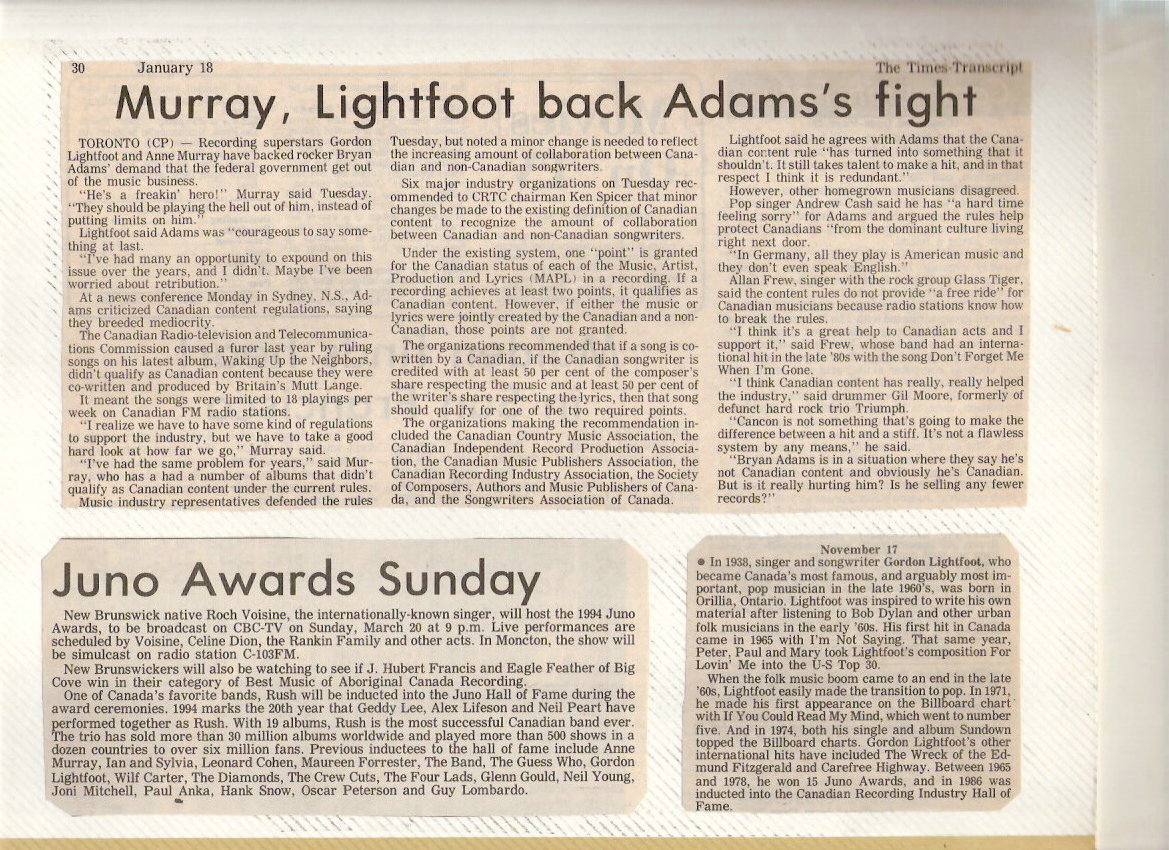 30 January 18 The Times-Transcript
Murray, Lightfoot back Adams's fight
TORONTO (CP) — Recording superstars Gordon
Lightfoot and Anne Murray have backed rocker Bryan
Adams' demand that the federal government get out
of the music business.
"He's a freakin' hero!" Murray said Tuesday.
"They should be playing the hell out of him, instead of
putting limits on him."
Lightfoot said Adams was "courageous to say some-
thing at last.
"I've had many an opportunity to expound on this
issue over the years, and I didn't. Maybe I've been
worried about retribution."
At a news conference Monday in Sydney, N.S., Ad-
ams criticized Canadian content regulations, saying
they breeded mediocrity.
The Canadian Radio-television and Telecommunica-
tions Commission caused a furor last year by ruling
songs on his latest album, Waking Up the Neighbors,
didn't qualify as Canadian content because they were
co-written and produced by Britain's Mutt Lange.
It meant the songs were limited to 18 playings per
week on Canadian FM radio stations.
"I realize we have to have some kind of regulations
to support the industry, but we have to take a good
hard look at how far we go," Murray said.
"I've had the same problem for years," said Mur-
ray, who has a had a number of albums that didn't
qualify as Canadian content under the current rules.
Music industry representatives defended the rules
Tuesday, but noted a minor change is needed to reflect
the increasing amount of collaboration between Cana-
dian and non-Canadian songwriters.
Six major industry organizations on Tuesday rec-
ommended to CRTC chairman Ken Spicer that minor
changes be made to the existing definition of Canadian
content to recognize the amount of collaboration
between Canadian and non-Canadian songwriters.
Under the existing system, one "point" is granted
for the Canadian status of each of the Music, Artist,
Production and Lyrics (MAPL) in a recording. If a
recording achieves at least two points, it qualifies as
Canadian content. However, if either the music or
lyrics were jointly created by the Canadian and a non-
Canadian, those points are not granted.
The organizations recommended that if a song is co-
written by a Canadian, if the Canadian songwriter is
credited with at least 50 per cent of the composer's
share respecting the music and at least 50 per cent of
the writer's share respecting the lyrics, then that song
should qualify for one of the two required points.
The organizations making the recommendation in-
cluded the Canadian Country Music Association, the
Canadian Independent Record Production Associa-
tion, the Canadian Music Publishers Association, the
Canadian Recording Industry Association, the Society
of Composers, Authors and Music Publishers of Cana-
da, and the Songwriters Association of Canada.
Lightfoot said he agrees with Adams that the Cana-
dian content rule "has turned into something that it
shouldn't. It still takes talent to make a hit, and in that
respect I think it is redundant."
However, other homegrown musicians disagreed.
Pop singer Andrew Cash said he has "a hard time
feeling sorry" for Adams and argued the rules help
protect Canadians "from the dominant culture living
right next door.
"In Germany, all they play is American music and
they don't even speak English."
Allan Frew, singer with the rock group Glass Tiger,
said the content rules do not provide "a free ride" for
Canadian musicians because radio stations know how
to break the rules.
"I think it's a great help to Canadian acts and I
support it," said Frew, whose band had an interna-
tional hit in the late '80s with the song Don't Forget Me
When I'm Gone.
"I think Canadian content has really, really helped
the industry," said drummer Gil Moore, formerly of
defunct hard rock trio Triumph.
"Cancon is not something that's going to make the
difference between a hit and a stiff. It's not a flawless
system by any means," he said.
"Bryan Adams is in a situation where they say he's
not Canadian content and obviously he's Canadian.
But is it really hurting him? Is he selling any fewer
records?"
Juno Awards Sunday
New Brunswick native Roch Voisine, the internationally-known singer, will host the 1994 Juno
Awards, to be broadcast on CBC-TV on Sunday, March 20 at 9 p.m. Live performances are
scheduled by Voisine, Celine Dion, the Rankin Family and other acts. In Moncton, the show will
be simulcast on radio station C-103FM.
New Brunswickers will also be watching to see if J. Hubert Francis and Eagle Feather of Big
Cove win in their category of Best Music of Aboriginal Canada Recording.
One of Canada's favorite bands, Rush will be inducted into the Juno Hall of Fame during the
award ceremonies. 1994 marks the 20th year that Geddy Lee, Alex Lifeson and Neil Peart have
performed together as Rush. With 19 albums, Rush is the most successful Canadian band ever.
The trio has sold more than 30 million albums worldwide and played more than 500 shows in a
dozen countries to over six million fans. Previous inductees to the hall of fame include Anne
Murray, Ian and Sylvia, Leonard Cohen, Maureen Forrester, The Band, The Guess Who, Gordon
Lightfoot, Wilf Carter, The Diamonds, The Crew Cuts, The Four Lads, Glenn Gould, Neil Young,
Joni Mitchell, Paul Anka, Hank Snow, Oscar Peterson and Guy Lombardo.
November 17
● In 1938, singer and songwriter Gordon Lightfoot, who
became Canada's most famous, and arguably most im-
portant, pop musician in the late 1960's, was born in
Orillia, Ontario. Lightfoot was inspired to write his own
material after listening to Bob Dylan and other urban
folk musicians in the early '60s. His first hit in Canada
came in 1965 with I'm Not Saying. That same year,
Peter, Paul and Mary took Lightfoot's composition For
Lovin' Me into the U-S Top 30.
When the folk music boom came to an end in the late
'60s, Lightfoot easily made the transition to pop. In 1971,
he made his first appearance on the Billboard chart
with If You Could Read My Mind, which went to number
five. And in 1974, both his single and album Sundown
topped the Billboard charts. Gordon Lightfoot's other
international hits have included The Wreck of the Ed-
mund Fitzgerald and Carefree Highway. Between 1965
and 1978, he won 15 Juno Awards, and in 1986 was
inducted into the Canadian Recording Industry Hall of
Fame.